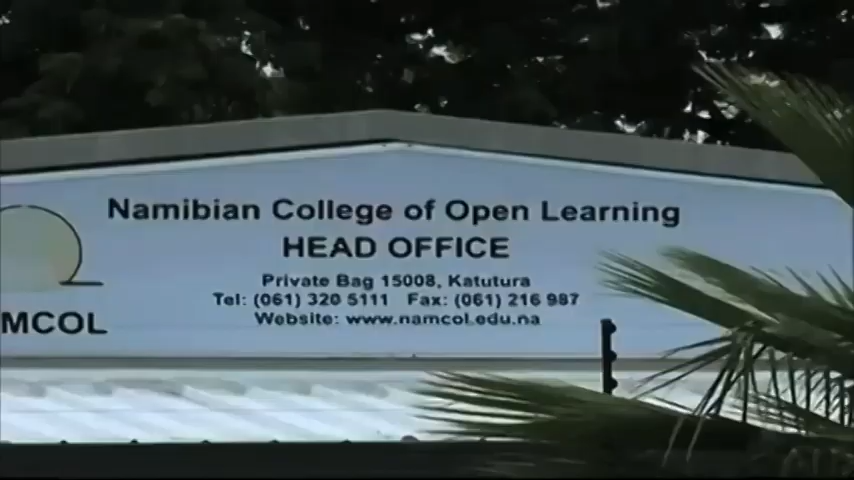 Namibian College of Open Learning
HEAD OFFICE
Private Bag 15008, Katutura
Tel: (061) 320 5111 Fax: (061) 216 987
Website: www.namcol.edu.na
MCOL